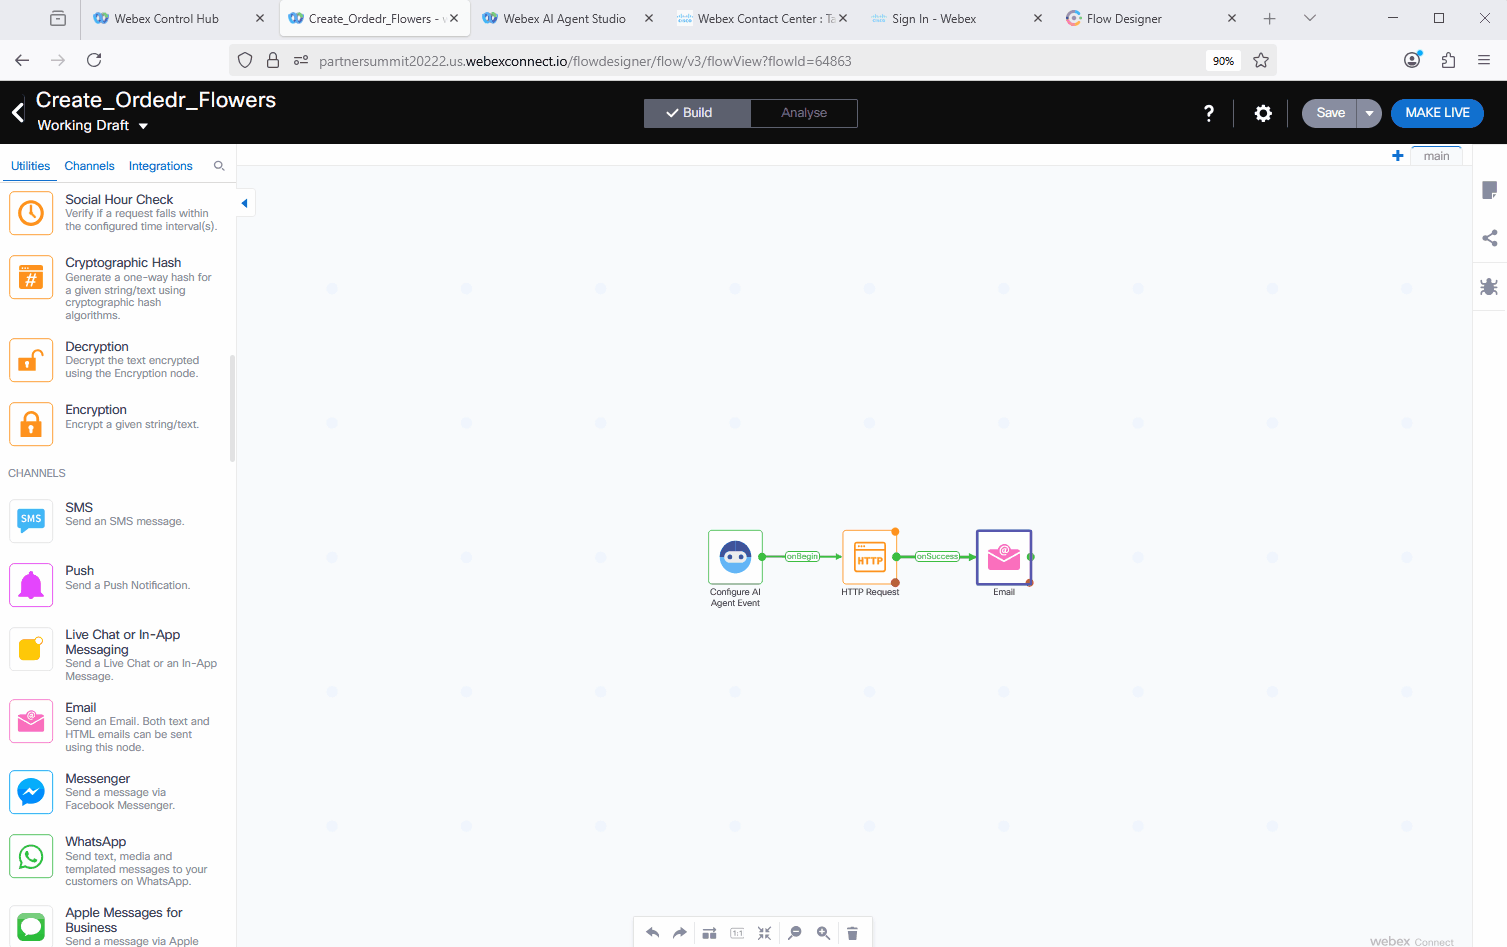 Webex Control Hub
Create_Ordedr_Flowers - w
Webex AI Agent Studio
Webex Contact Center : Ta
Sign In - Webex
Flow Designer
partnersummit20222.us.webexconnect.io/flowdesigner/flow/v3/flowView?flowId=64863
90%
Create_Ordedr_Flowers
Working Draft
Build
Analyse
?
Save
MAKE LIVE
Utilities
Channels
Integrations
main
Social Hour Check
Verify if a request falls within
the configured time interval(s).
Cryptographic Hash
Generate a one-way hash for
a given string/text using
cryptographic hash
algorithms.
Decryption
Decrypt the text encrypted
using the Encryption node.
Encryption
Encrypt a given string/text.
CHANNELS
SMS
SMS
Send an SMS message.
Push
Send a Push Notification.
Live Chat or In-App
Messaging
Send a Live Chat or an In-App
Message.
Email
Send an Email. Both text and
HTML emails can be sent
using this node.
Messenger
Send a message via
Facebook Messenger.
WhatsApp
Send text, media and
templated messages to your
customers on WhatsApp.
Apple Messages for
Business
Send a message via Apple
onBegin
HTTP
onSuccess
Configure AI
Agent Event
HTTP Request
Email
1:1
webex Connect